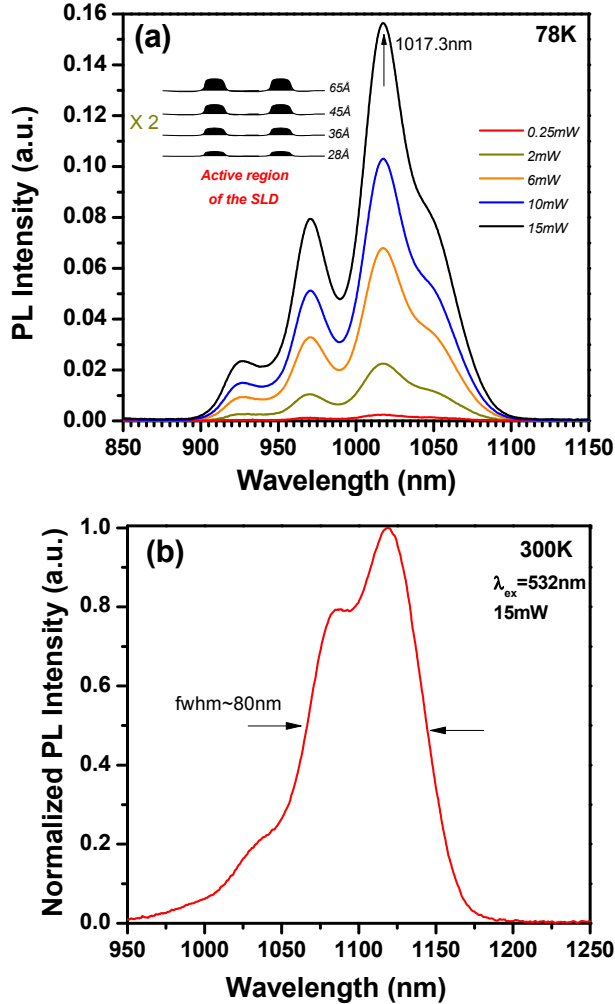 (a)
78K
1017.3nm
65Å
45Å
36Å
28Å
X 2
Active region
of the SLD
0.25mW
2mW
6mW
10mW
15mW
PL Intensity (a.u.)
0.16
0.14
0.12
0.10
0.08
0.06
0.04
0.02
0.00
850 900 950 1000 1050 1100 1150
Wavelength (nm)
(b)
300K
λex=532nm
15mW
fwhm~80nm
Normalized PL Intensity (a.u.)
1.0
0.8
0.6
0.4
0.2
0.0
950 1000 1050 1100 1150 1200 1250
Wavelength (nm)